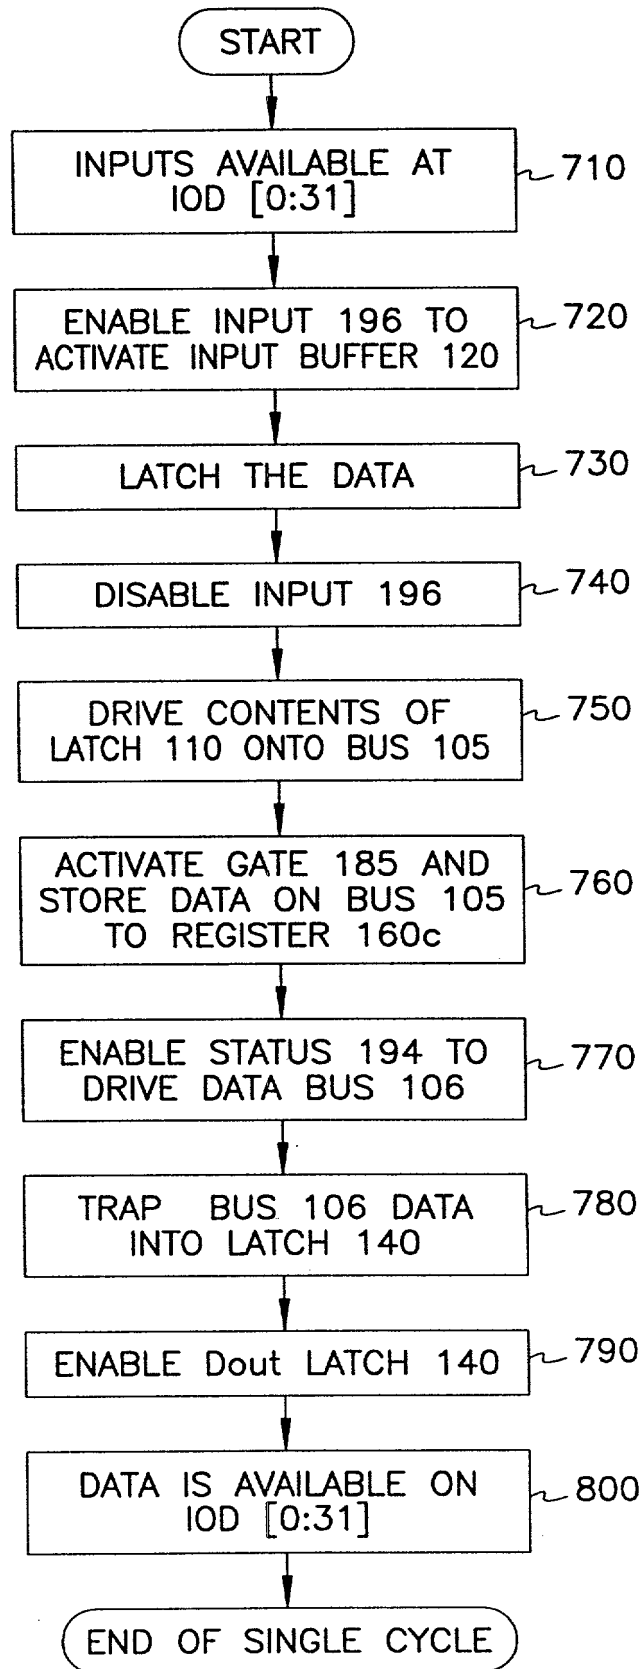 START
INPUTS AVAILABLE AT
IOD [0:31]
710
ENABLE INPUT 196 TO
ACTIVATE INPUT BUFFER 120
720
LATCH THE DATA
730
DISABLE INPUT 196
740
DRIVE CONTENTS OF
LATCH 110 ONTO BUS 105
750
ACTIVATE GATE 185 AND
STORE DATA ON BUS 105
TO REGISTER 160c
760
ENABLE STATUS 194 TO
DRIVE DATA BUS 106
770
TRAP BUS 106 DATA
INTO LATCH 140
780
ENABLE Dout LATCH 140
790
DATA IS AVAILABLE ON
IOD [0:31]
800
END OF SINGLE CYCLE